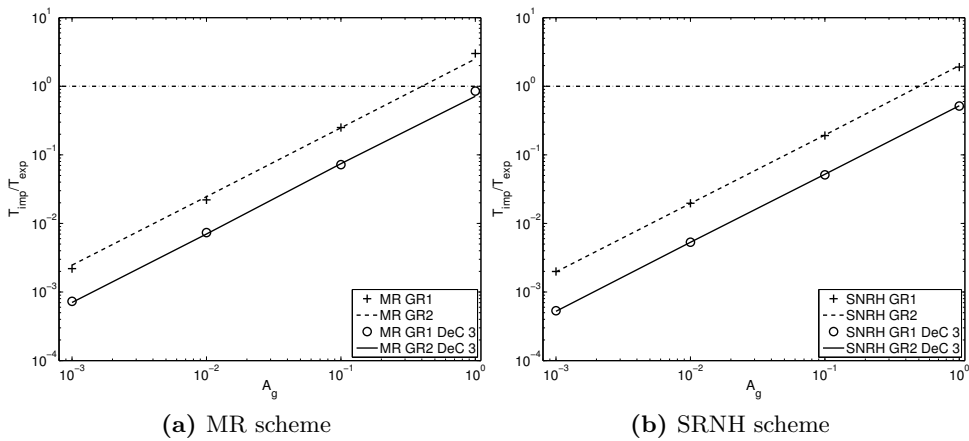 10^1
10^0
10^-1
10^-2
10^-3
10^-4
T_imp/T_exp
10^-3
10^-2
10^-1
10^0
A_g
MR GR1
MR GR2
MR GR1 DeC 3
MR GR2 DeC 3
(a) MR scheme
10^1
10^0
10^-1
10^-2
10^-3
10^-4
T_imp/T_exp
10^-3
10^-2
10^-1
10^0
A_g
SNRH GR1
SNRH GR2
SNRH GR1 DeC 3
SNRH GR2 DeC 3
(b) SRNH scheme